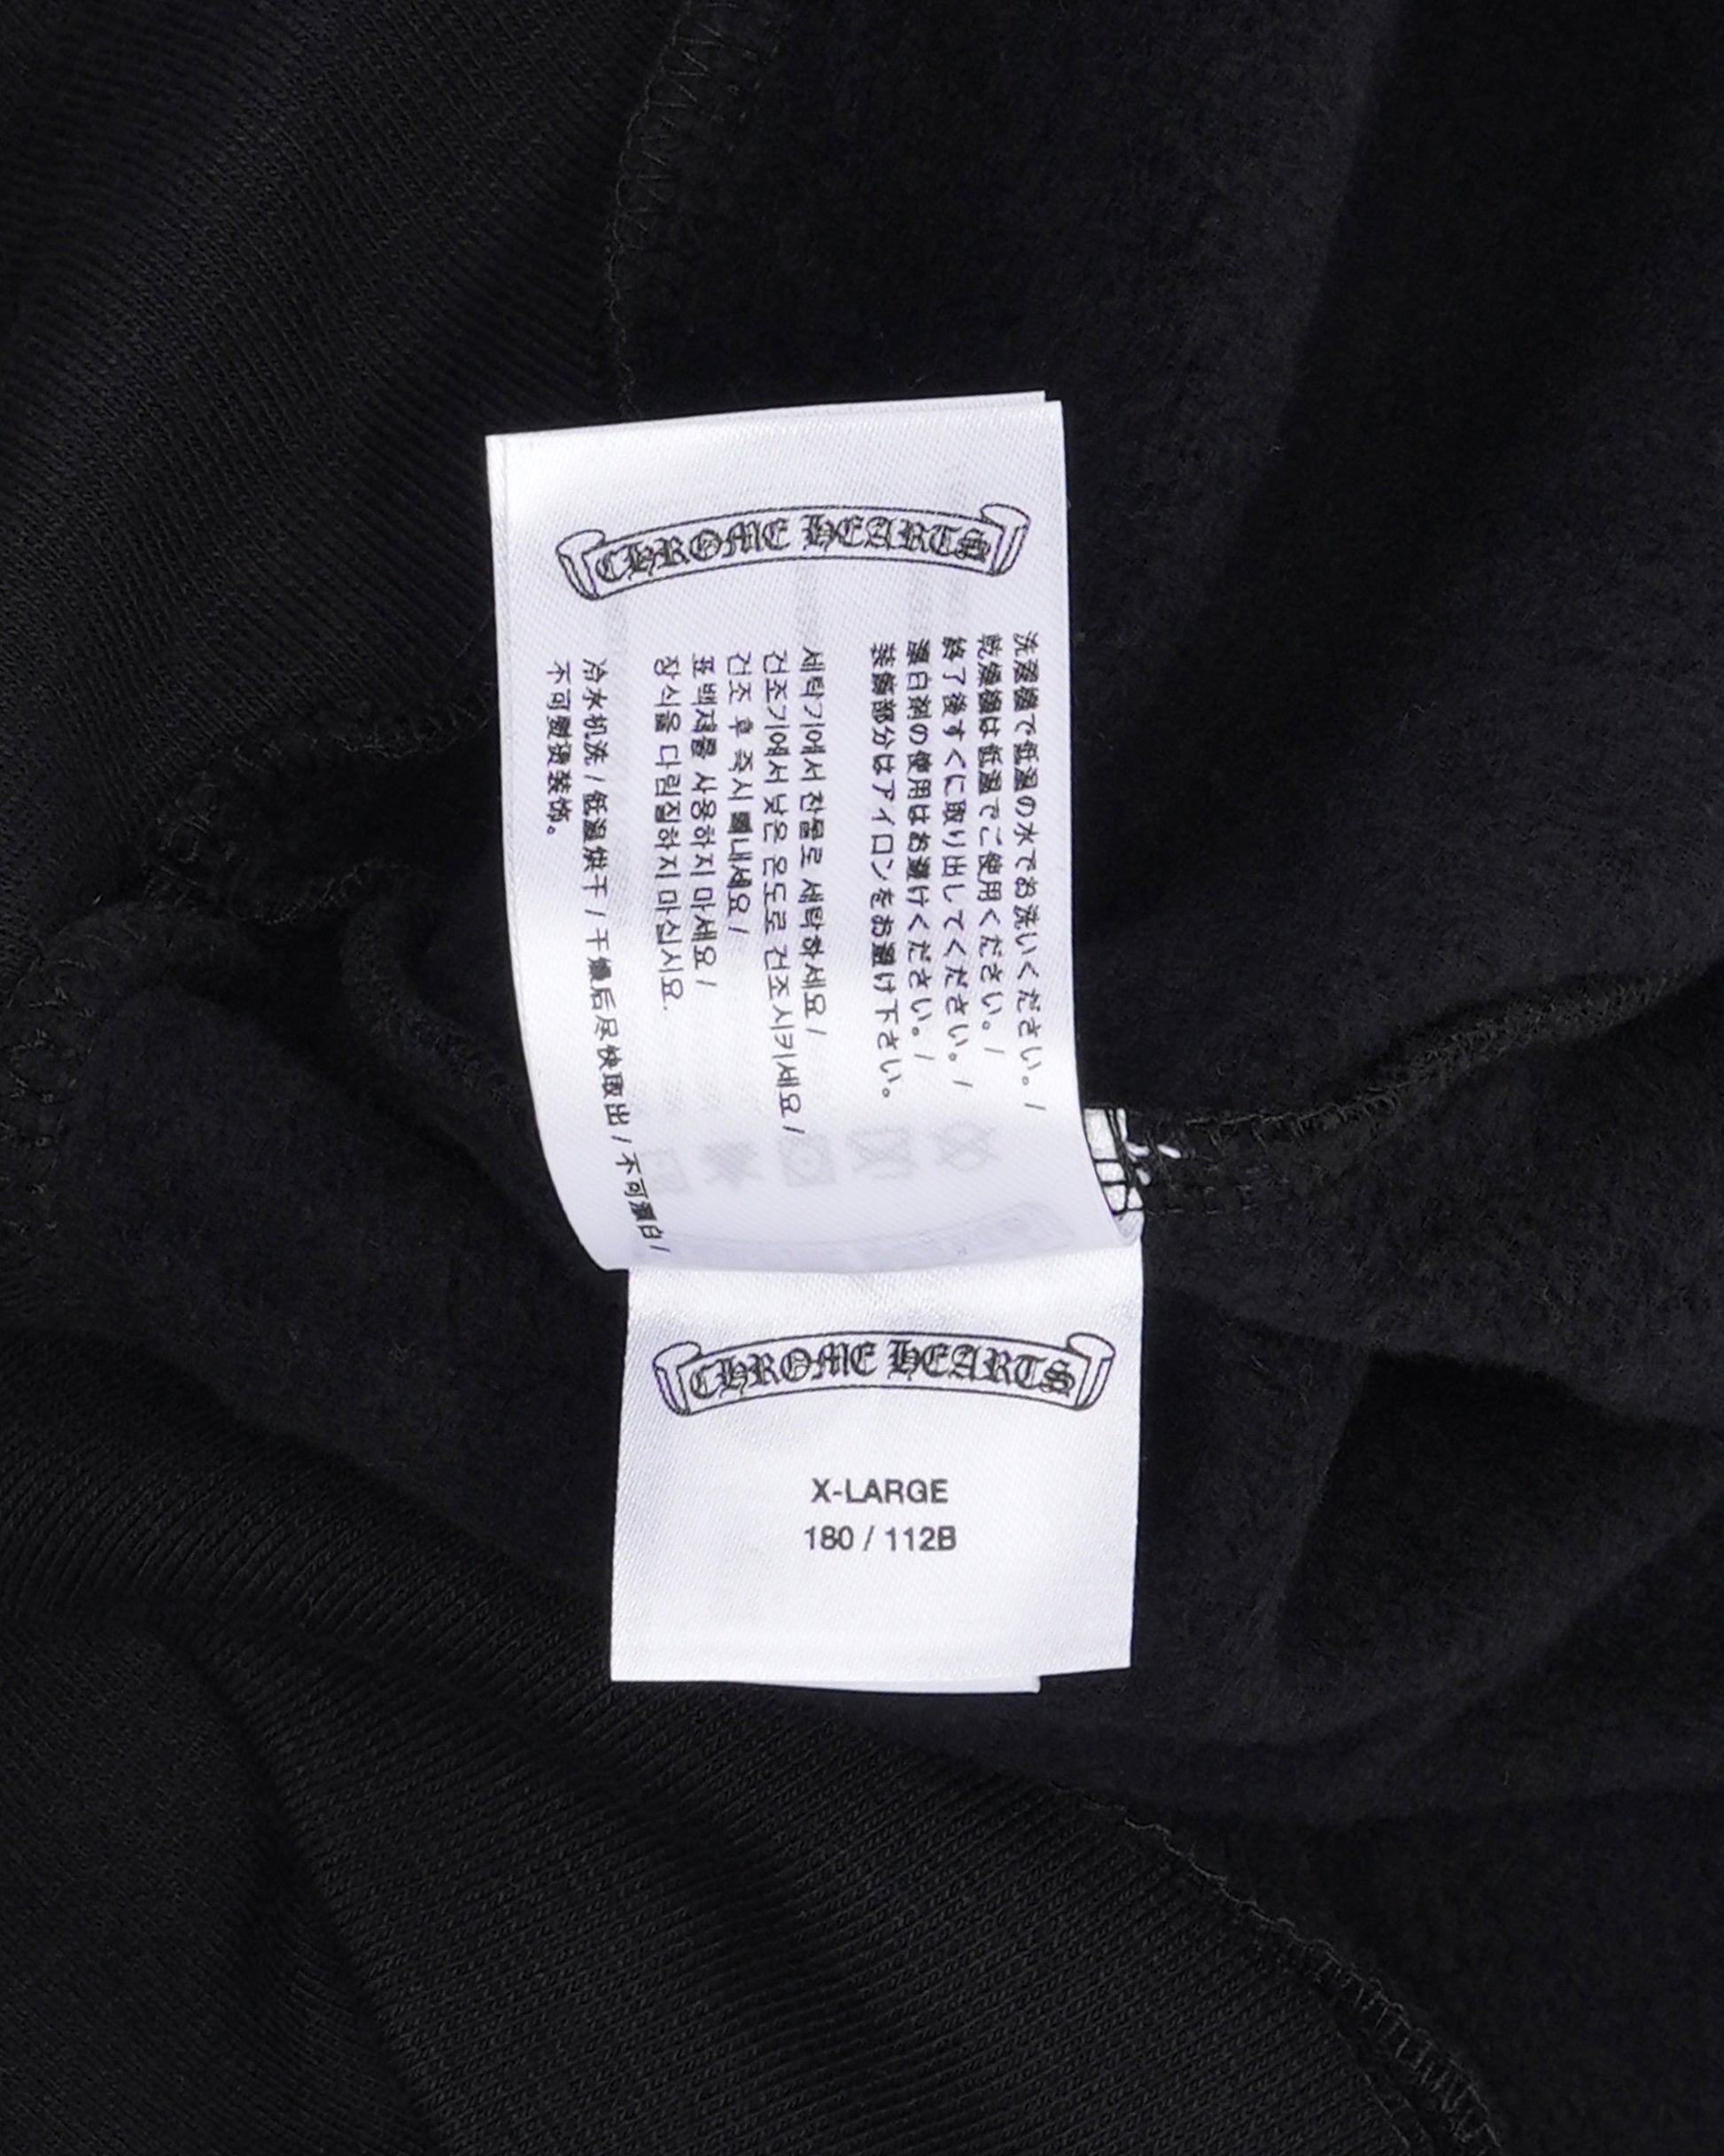 CHROME HEARTS
洗濯機で低温の水でお洗いください。/
乾燥機は低温でご使用ください。/
終了後すぐに取り出してください。/
漂白剤の使用はお避けください。/
装飾部分はアイロンをお避け下さい。
세탁기에서 찬물로 세탁하세요 /
건조기에서 낮은 온도로 건조시키세요 /
건조 후 즉시 꺼내세요 /
표백제를 사용하지 마세요 /
장식을 다림질하지 마십시요.
冷水机洗 / 低温烘干 / 干燥后尽快取出 / 不可漂白 /
不可熨烫装饰。
CHROME HEARTS
X-LARGE
180 / 112B